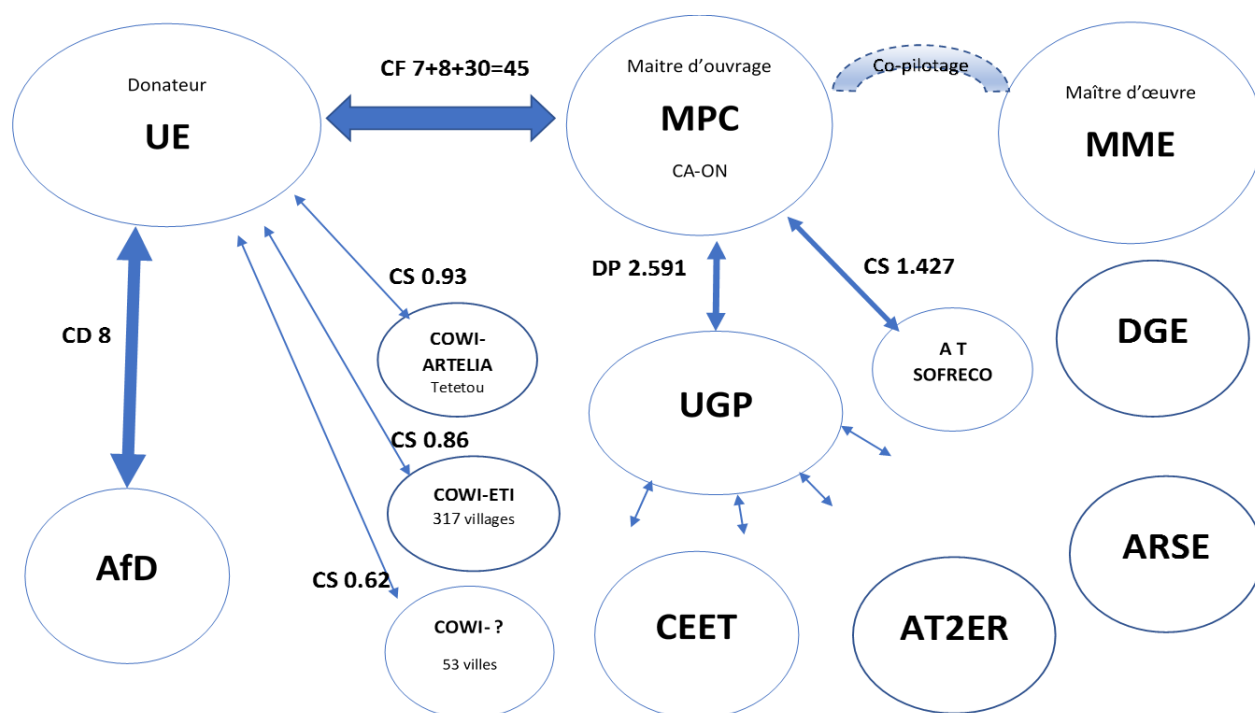 Donateur
UE
CF 7+8+30=45
Maitre d'ouvrage
MPC
CA-ON
Co-pilotage
Maître d'œuvre
MME
CD 8
CS 0.93
COWI-
ARTELIA
Tetetou
DP 2.591
CS 1.427
A T
SOFRECO
DGE
UGP
CS 0.86
COWI-ETI
317 villages
AfD
CS 0.62
COWI- ?
53 villes
CEET
AT2ER
ARSE